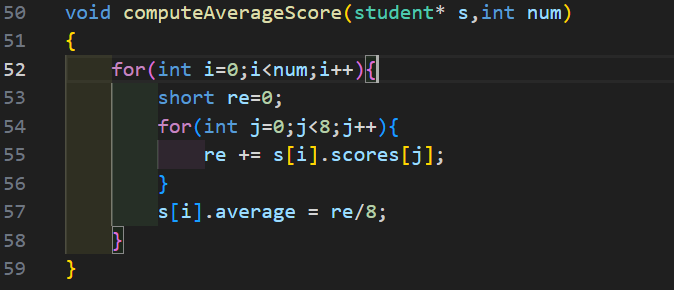 50 void computeAverageScore(student* s,int num)
51 {
52     for(int i=0;i<num;i++){
53         short re=0;
54         for(int j=0;j<8;j++){
55             re += s[i].scores[j];
56         }
57         s[i].average = re/8;
58     }
59 }